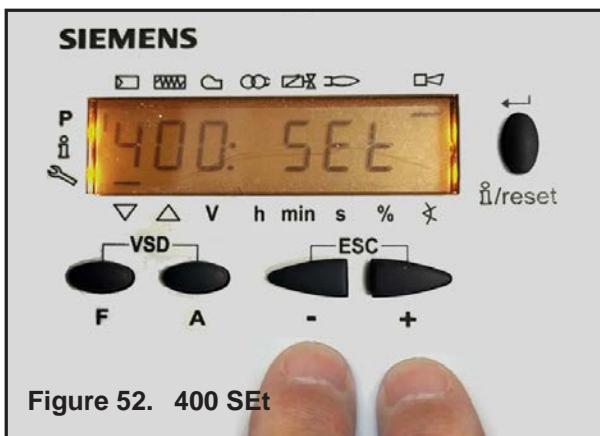 SIEMENS
P
400: SEt
i/reset
V h min s %
VSD ESC
F A - +
Figure 52. 400 SEt